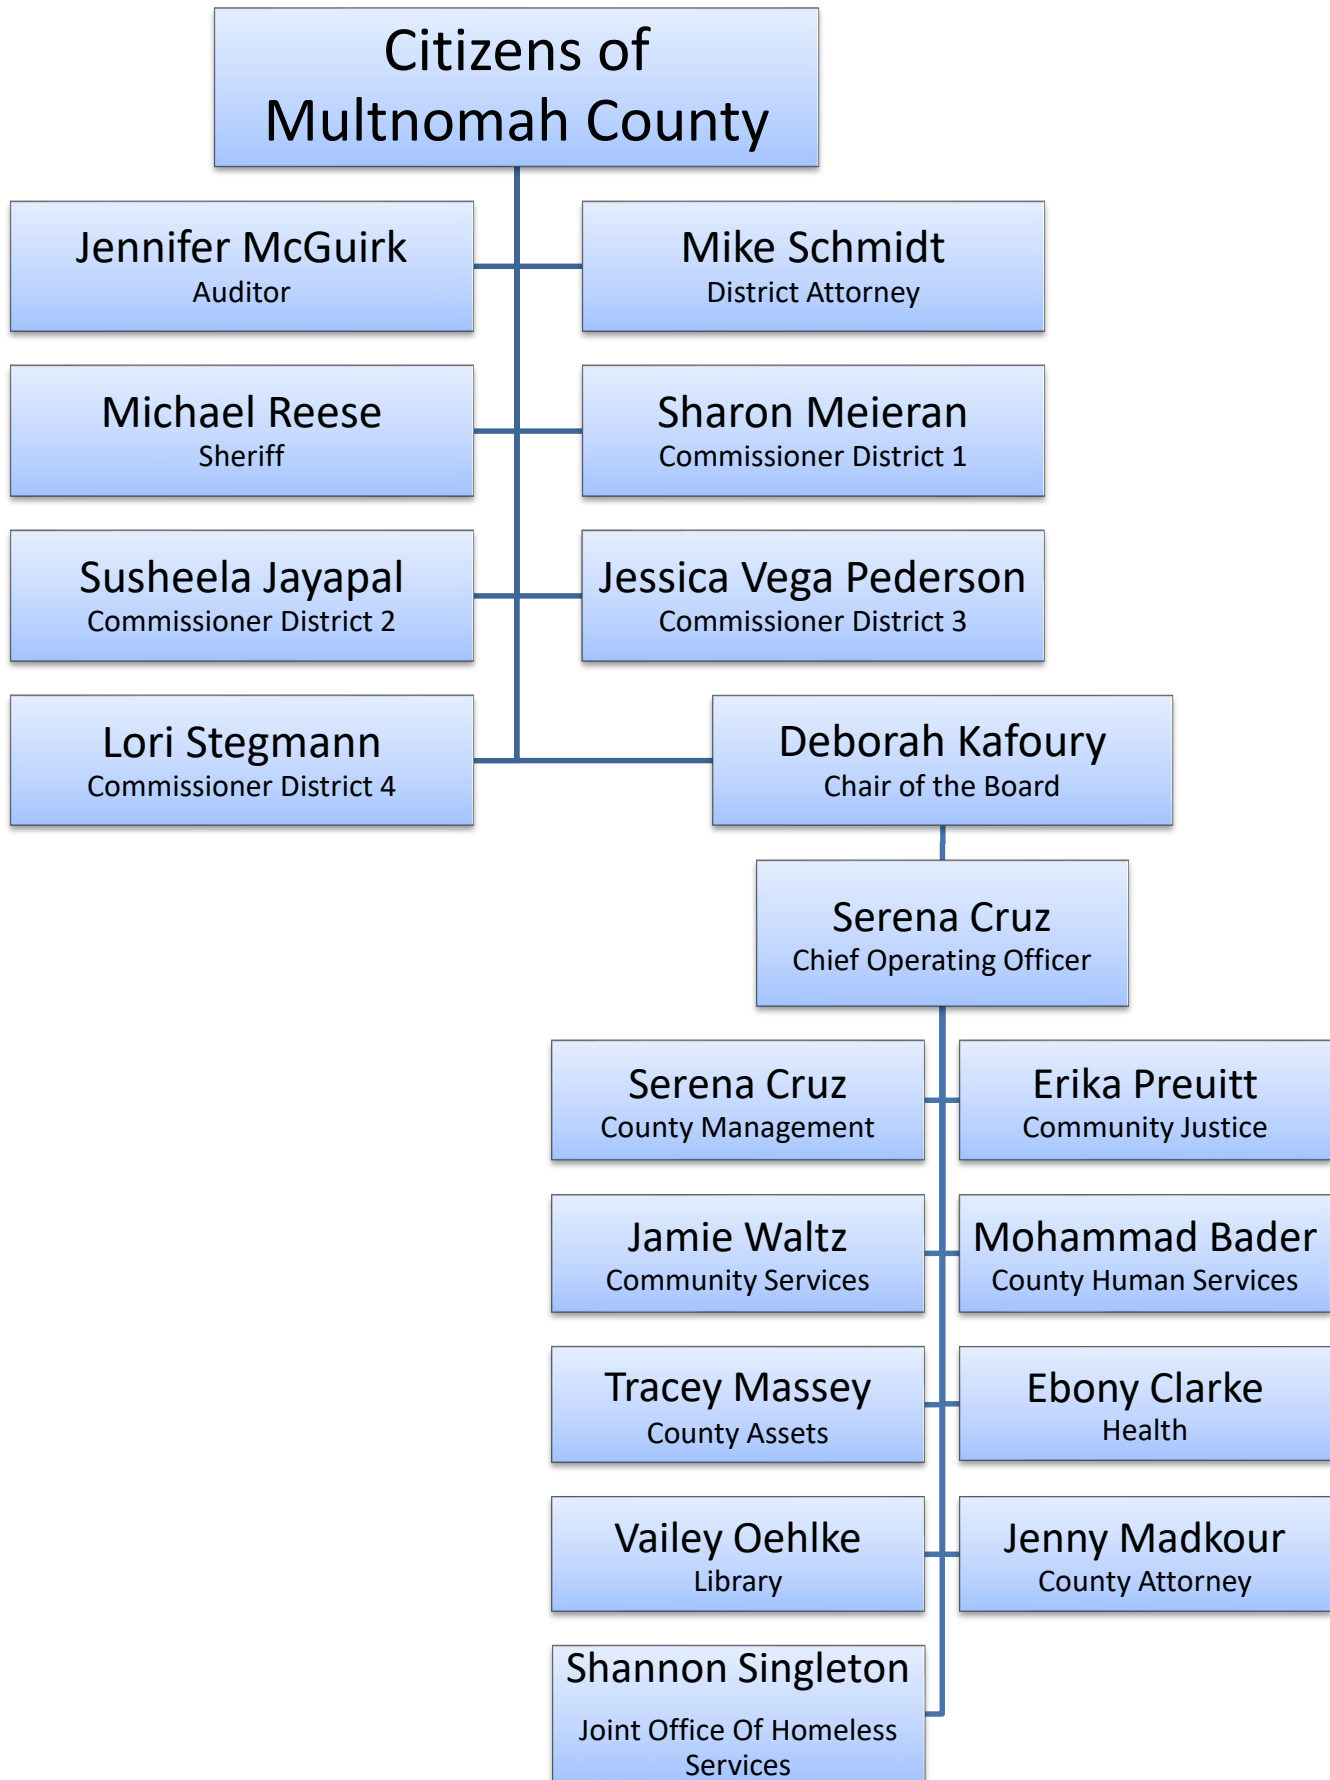 Citizens of
Multnomah County
Jennifer McGuirk
Auditor
Mike Schmidt
District Attorney
Michael Reese
Sheriff
Sharon Meieran
Commissioner District 1
Susheela Jayapal
Commissioner District 2
Jessica Vega Pederson
Commissioner District 3
Lori Stegmann
Commissioner District 4
Deborah Kafoury
Chair of the Board
Serena Cruz
Chief Operating Officer
Serena Cruz
County Management
Erika Preuitt
Community Justice
Jamie Waltz
Community Services
Mohammad Bader
County Human Services
Tracey Massey
County Assets
Ebony Clarke
Health
Vailey Oehlke
Library
Jenny Madkour
County Attorney
Shannon Singleton
Joint Office Of Homeless
Services